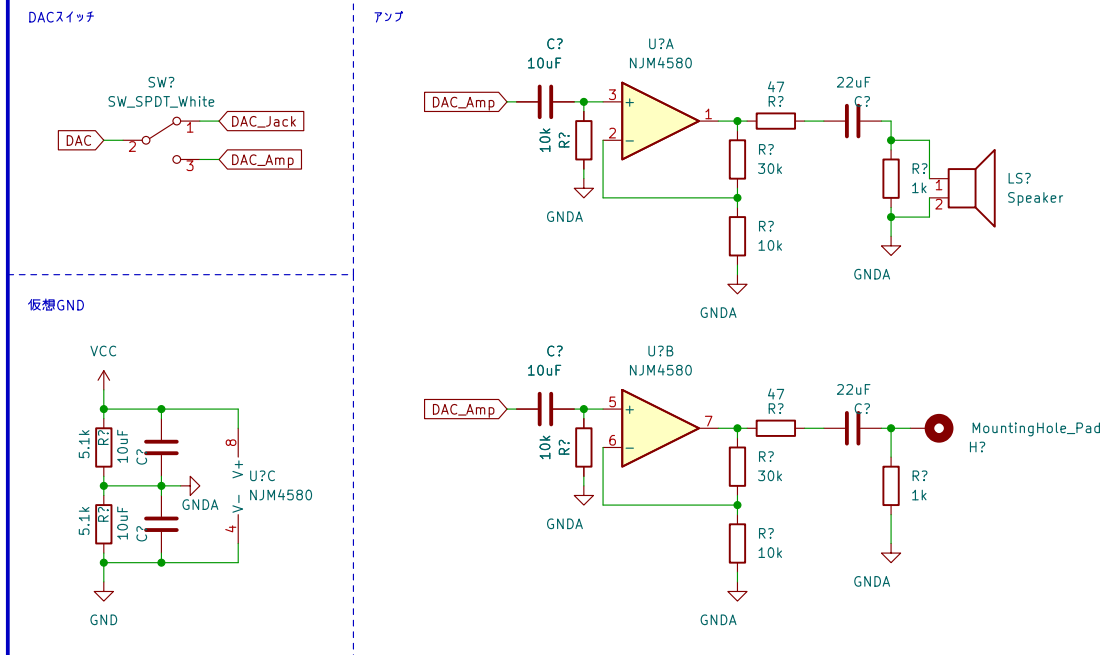 DACスイッチ
SW?
SW_SPDT_White
DAC
2
1
DAC_Jack
3
DAC_Amp
仮想GND
VCC
5.1k
R?
10uF
C?
8
V+
GNDA
U?C
NJM4580
5.1k
R?
10uF
C?
V-
4
GND
アンプ
C?
10uF
U?A
NJM4580
DAC_Amp
3
+
10k
R?
2
-
1
47
R?
22uF
C?
R?
30k
R?
1k
1
2
LS?
Speaker
GNDA
R?
10k
GNDA
GNDA
C?
10uF
U?B
NJM4580
DAC_Amp
5
+
10k
R?
6
-
7
47
R?
22uF
C?
MountingHole_Pad
H?
R?
30k
R?
1k
GNDA
R?
10k
GNDA
GNDA